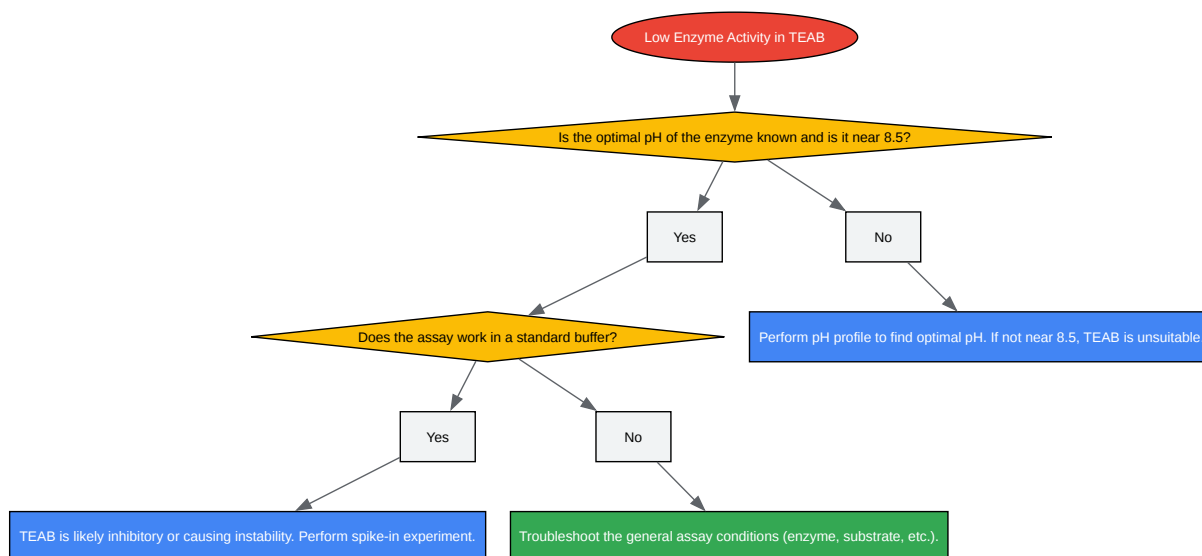 Low Enzyme Activity in TEAB
Is the optimal pH of the enzyme known and is it near 8.5?
Yes
No
Does the assay work in a standard buffer?
Perform pH profile to find optimal pH. If not near 8.5, TEAB is unsuitable
Yes
No
TEAB is likely inhibitory or causing instability. Perform spike-in experiment.
Troubleshoot the general assay conditions (enzyme, substrate, etc.).